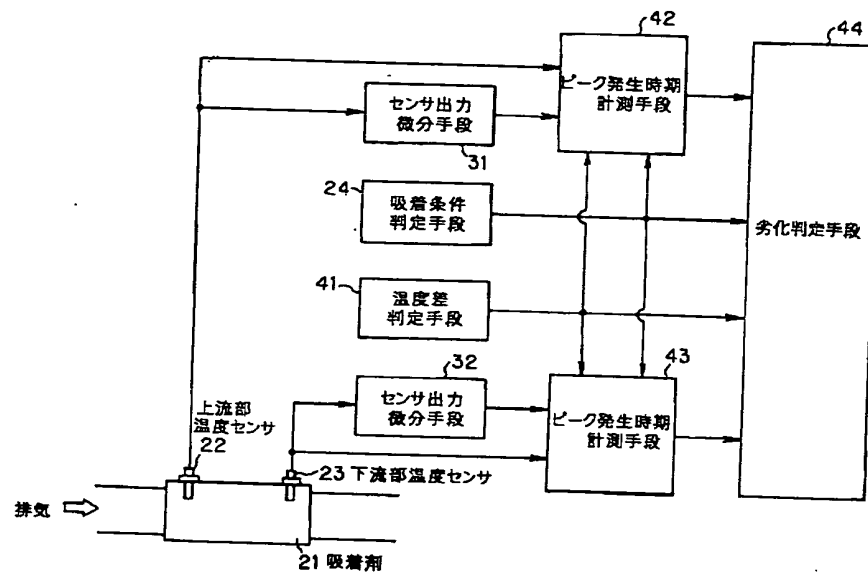 42
44
ピーク発生時期
計測手段
センサ出力
微分手段
31
24
吸着条件
判定手段
劣化判定手段
41
温度差
判定手段
32
43
センサ出力
微分手段
ピーク発生時期
計測手段
上流部
温度センサ
22
23 下流部温度センサ
排気
21 吸着剤